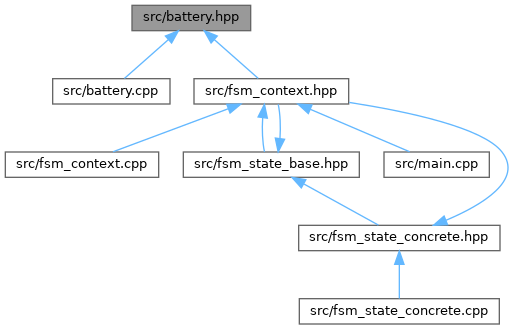 src/battery.hpp
src/battery.cpp
src/fsm_context.hpp
src/fsm_context.cpp
src/fsm_state_base.hpp
src/main.cpp
src/fsm_state_concrete.hpp
src/fsm_state_concrete.cpp